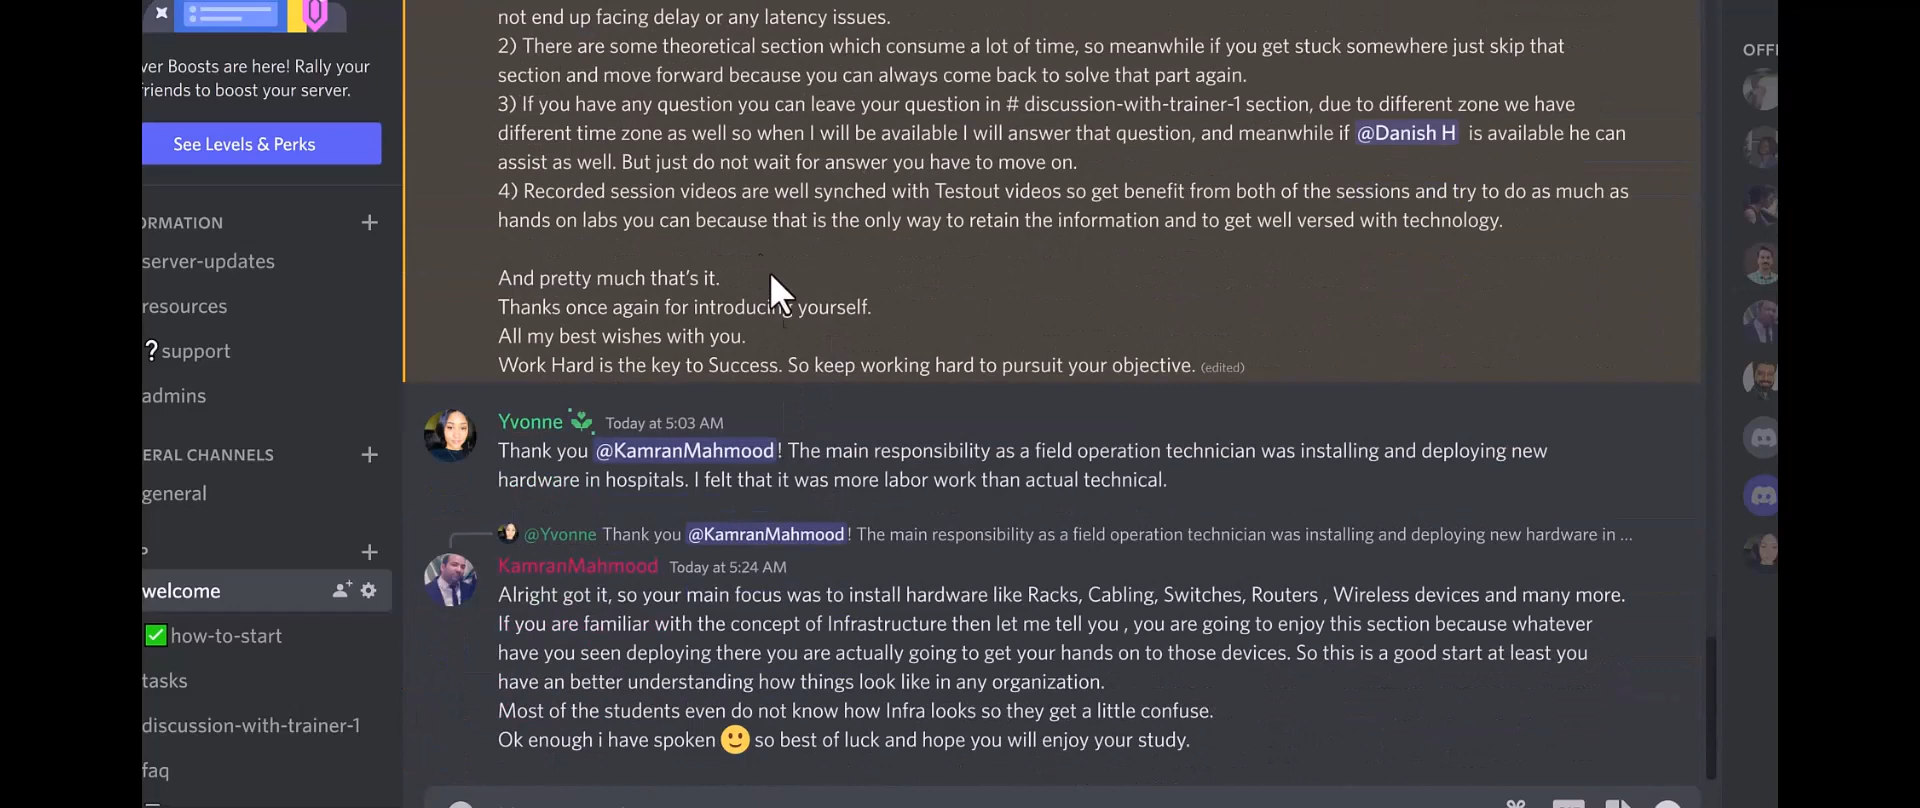 ver Boosts are here! Rally your
friends to boost your server.
See Levels & Perks
ORMATION
server-updates
resources
support
admins
ERAL CHANNELS
general
P
welcome
how-to-start
tasks
discussion-with-trainer-1
faq
not end up facing delay or any latency issues.
2) There are some theoretical section which consume a lot of time, so meanwhile if you get stuck somewhere just skip that
section and move forward because you can always come back to solve that part again.
3) If you have any question you can leave your question in # discussion-with-trainer-1 section, due to different zone we have
different time zone as well so when I will be available I will answer that question, and meanwhile if @Danish H is available he can
assist as well. But just do not wait for answer you have to move on.
4) Recorded session videos are well synched with Testout videos so get benefit from both of the sessions and try to do as much as
hands on labs you can because that is the only way to retain the information and to get well versed with technology.
And pretty much that's it.
Thanks once again for introducing yourself.
All my best wishes with you.
Work Hard is the key to Success. So keep working hard to pursuit your objective. (edited)
Yvonne Today at 5:03 AM
Thank you @KamranMahmood! The main responsibility as a field operation technician was installing and deploying new
hardware in hospitals. I felt that it was more labor work than actual technical.
@Yvonne Thank you @KamranMahmood! The main responsibility as a field operation technician was installing and deploying new hardware in ...
KamranMahmood Today at 5:24 AM
Alright got it, so your main focus was to install hardware like Racks, Cabling, Switches, Routers , Wireless devices and many more.
If you are familiar with the concept of Infrastructure then let me tell you , you are going to enjoy this section because whatever
have you seen deploying there you are actually going to get your hands on to those devices. So this is a good start at least you
have an better understanding how things look like in any organization.
Most of the students even do not know how Infra looks so they get a little confuse.
Ok enough i have spoken 🙂 so best of luck and hope you will enjoy your study.
OFF